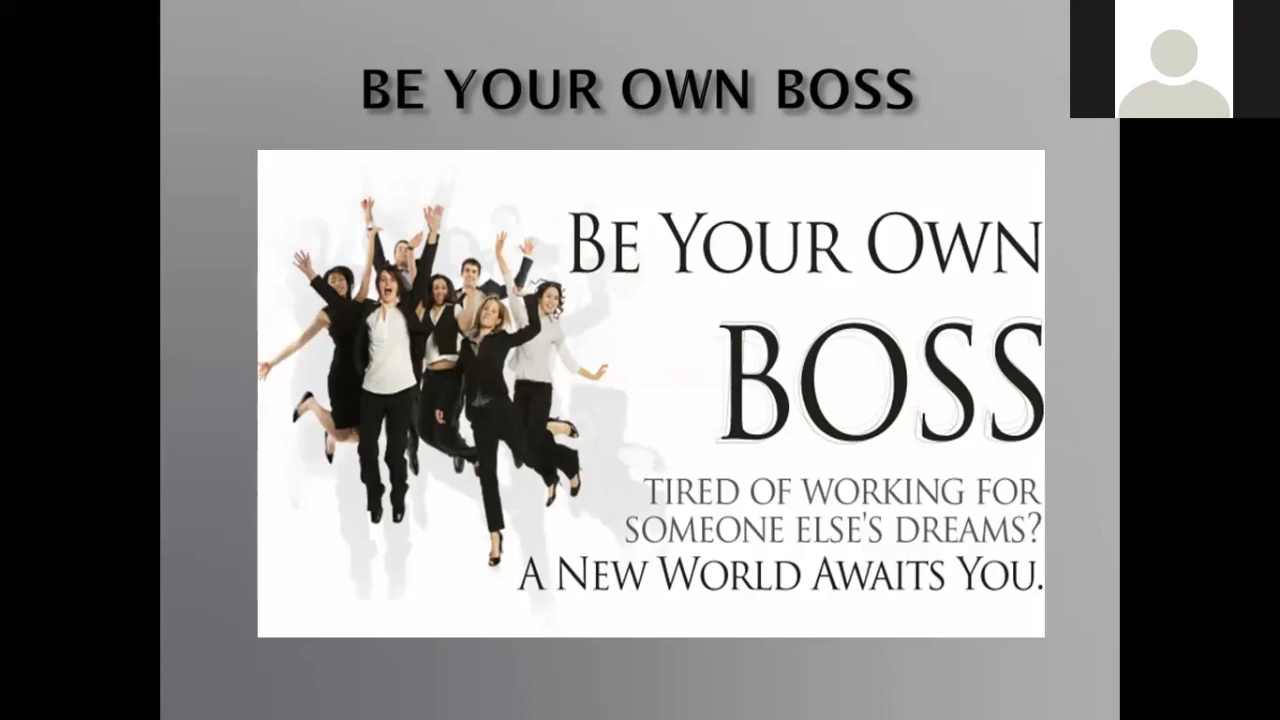 BE YOUR OWN BOSS
BE YOUR OWN
BOSS
TIRED OF WORKING FOR
SOMEONE ELSE'S DREAMS?
A NEW WORLD AWAITS YOU.